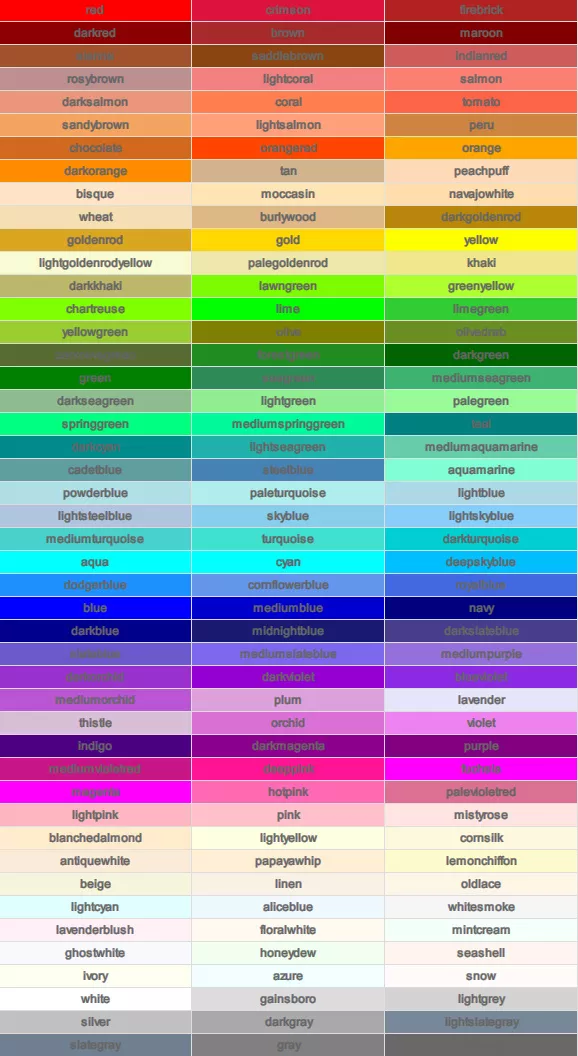 red crimson firebrick
darkred brown maroon
sienna saddlebrown indianred
rosybrown lightcoral salmon
darksalmon coral tomato
sandybrown lightsalmon peru
chocolate orangered orange
darkorange tan peachpuff
bisque moccasin navajowhite
wheat burlywood darkgoldenrod
goldenrod gold yellow
lightgoldenrodyellow palegoldenrod khaki
darkkhaki lawngreen greenyellow
chartreuse lime limegreen
yellowgreen olive olivedrab
darkolivegreen forestgreen darkgreen
green seagreen mediumseagreen
darkseagreen lightgreen palegreen
springgreen mediumspringgreen teal
darkcyan lightseagreen mediumaquamarine
cadetblue steelblue aquamarine
powderblue paleturquoise lightblue
lightsteelblue skyblue lightskyblue
mediumturquoise turquoise darkturquoise
aqua cyan deepskyblue
dodgerblue cornflowerblue royalblue
blue mediumblue navy
darkblue midnightblue darkslateblue
slateblue mediumslateblue mediumpurple
darkorchid darkviolet blueviolet
mediumorchid plum lavender
thistle orchid violet
indigo darkmagenta purple
mediumvioletred deeppink fuchsia
magenta hotpink palevioletred
lightpink pink mistyrose
blanchedalmond lightyellow cornsilk
antiquewhite papayawhip lemonchiffon
beige linen oldlace
lightcyan aliceblue whitesmoke
lavenderblush floralwhite mintcream
ghostwhite honeydew seashell
ivory azure snow
white gainsboro lightgrey
silver darkgray lightslategray
slategray gray